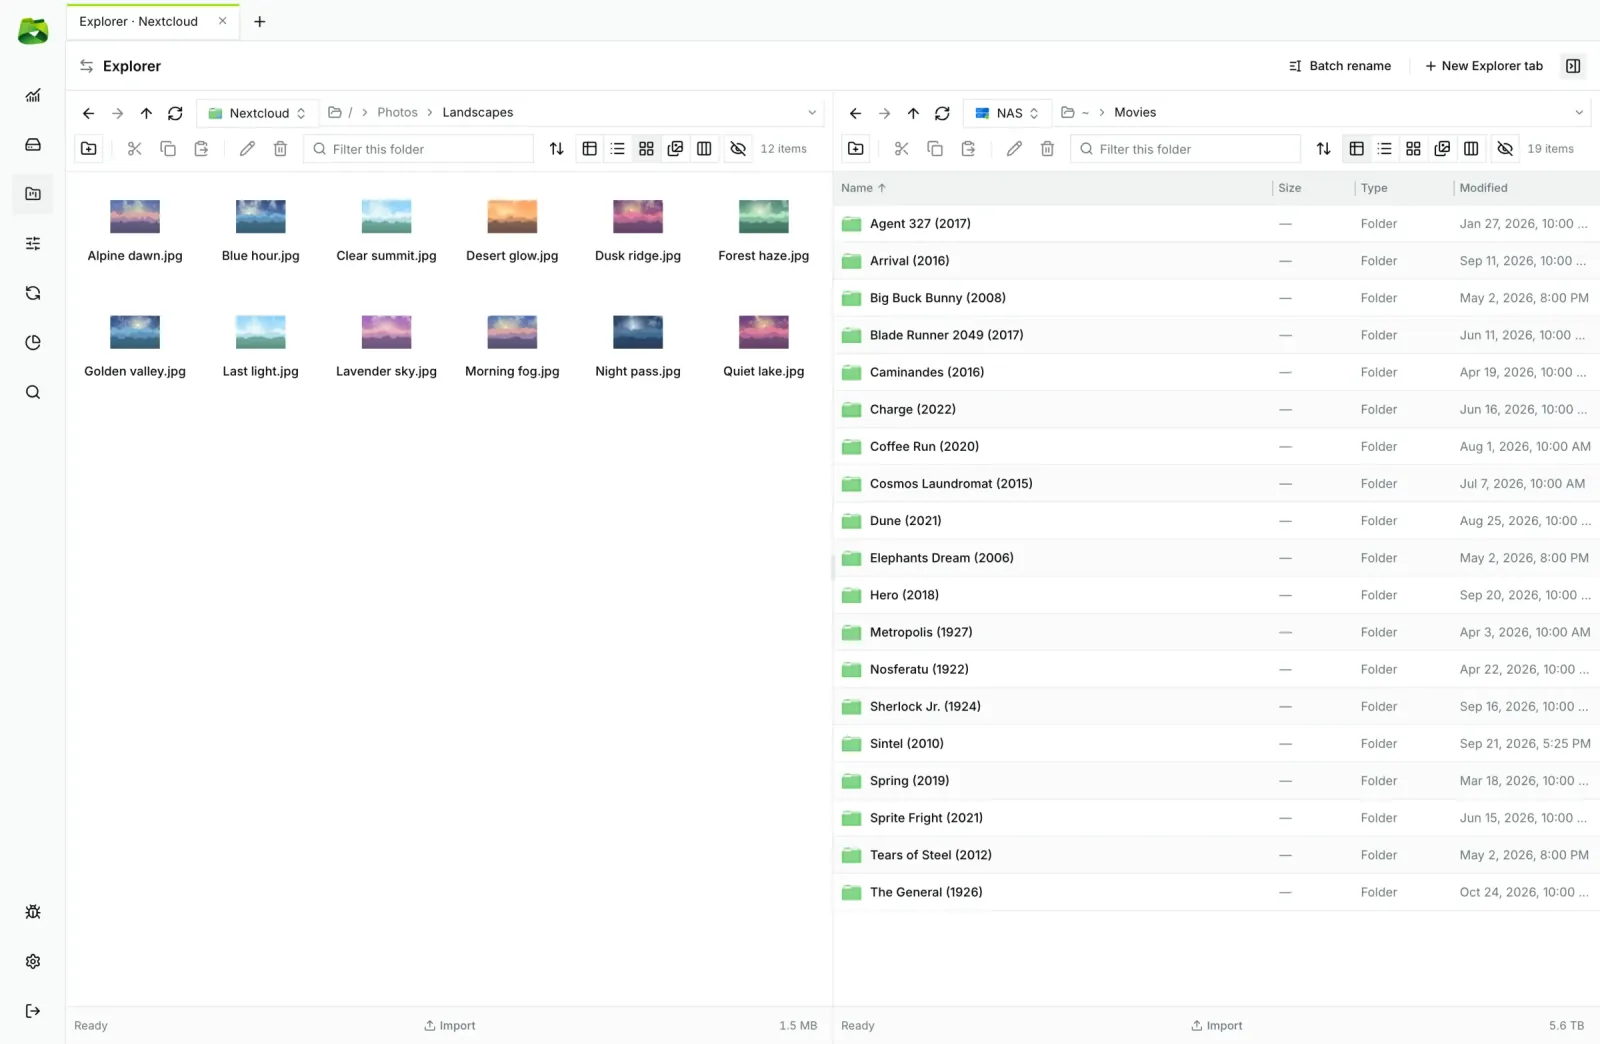 Explorer · Nextcloud
Explorer
Batch rename
New Explorer tab
Nextcloud
/ Photos Landscapes
Filter this folder
12 items
Alpine dawn.jpg
Blue hour.jpg
Clear summit.jpg
Desert glow.jpg
Dusk ridge.jpg
Forest haze.jpg
Golden valley.jpg
Last light.jpg
Lavender sky.jpg
Morning fog.jpg
Night pass.jpg
Quiet lake.jpg
Ready
Import
1.5 MB
NAS
~ Movies
Filter this folder
19 items
Name Size Type Modified
Agent 327 (2017) — Folder Jan 27, 2026, 10:00 ...
Arrival (2016) — Folder Sep 11, 2026, 10:00 ...
Big Buck Bunny (2008) — Folder May 2, 2026, 8:00 PM
Blade Runner 2049 (2017) — Folder Jun 11, 2026, 10:00 ...
Caminandes (2016) — Folder Apr 19, 2026, 10:00 ...
Charge (2022) — Folder Jun 16, 2026, 10:00 ...
Coffee Run (2020) — Folder Aug 1, 2026, 10:00 AM
Cosmos Laundromat (2015) — Folder Jul 7, 2026, 10:00 AM
Dune (2021) — Folder Aug 25, 2026, 10:00 ...
Elephants Dream (2006) — Folder May 2, 2026, 8:00 PM
Hero (2018) — Folder Sep 20, 2026, 10:00 ...
Metropolis (1927) — Folder Apr 3, 2026, 10:00 AM
Nosferatu (1922) — Folder Apr 22, 2026, 10:00 ...
Sherlock Jr. (1924) — Folder Sep 16, 2026, 10:00 ...
Sintel (2010) — Folder Sep 21, 2026, 5:25 PM
Spring (2019) — Folder Mar 18, 2026, 10:00 ...
Sprite Fright (2021) — Folder Jun 15, 2026, 10:00 ...
Tears of Steel (2012) — Folder May 2, 2026, 8:00 PM
The General (1926) — Folder Oct 24, 2026, 10:00 ...
Ready
Import
5.6 TB